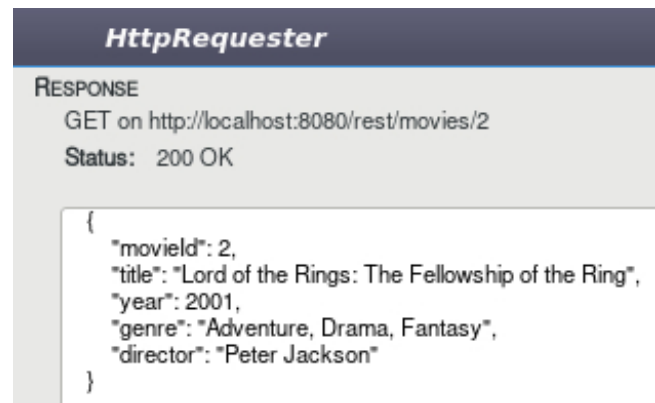 HttpRequester
RESPONSE
GET on http://localhost:8080/rest/movies/2
Status: 200 OK
{
"movieId": 2,
"title": "Lord of the Rings: The Fellowship of the Ring",
"year": 2001,
"genre": "Adventure, Drama, Fantasy",
"director": "Peter Jackson"
}